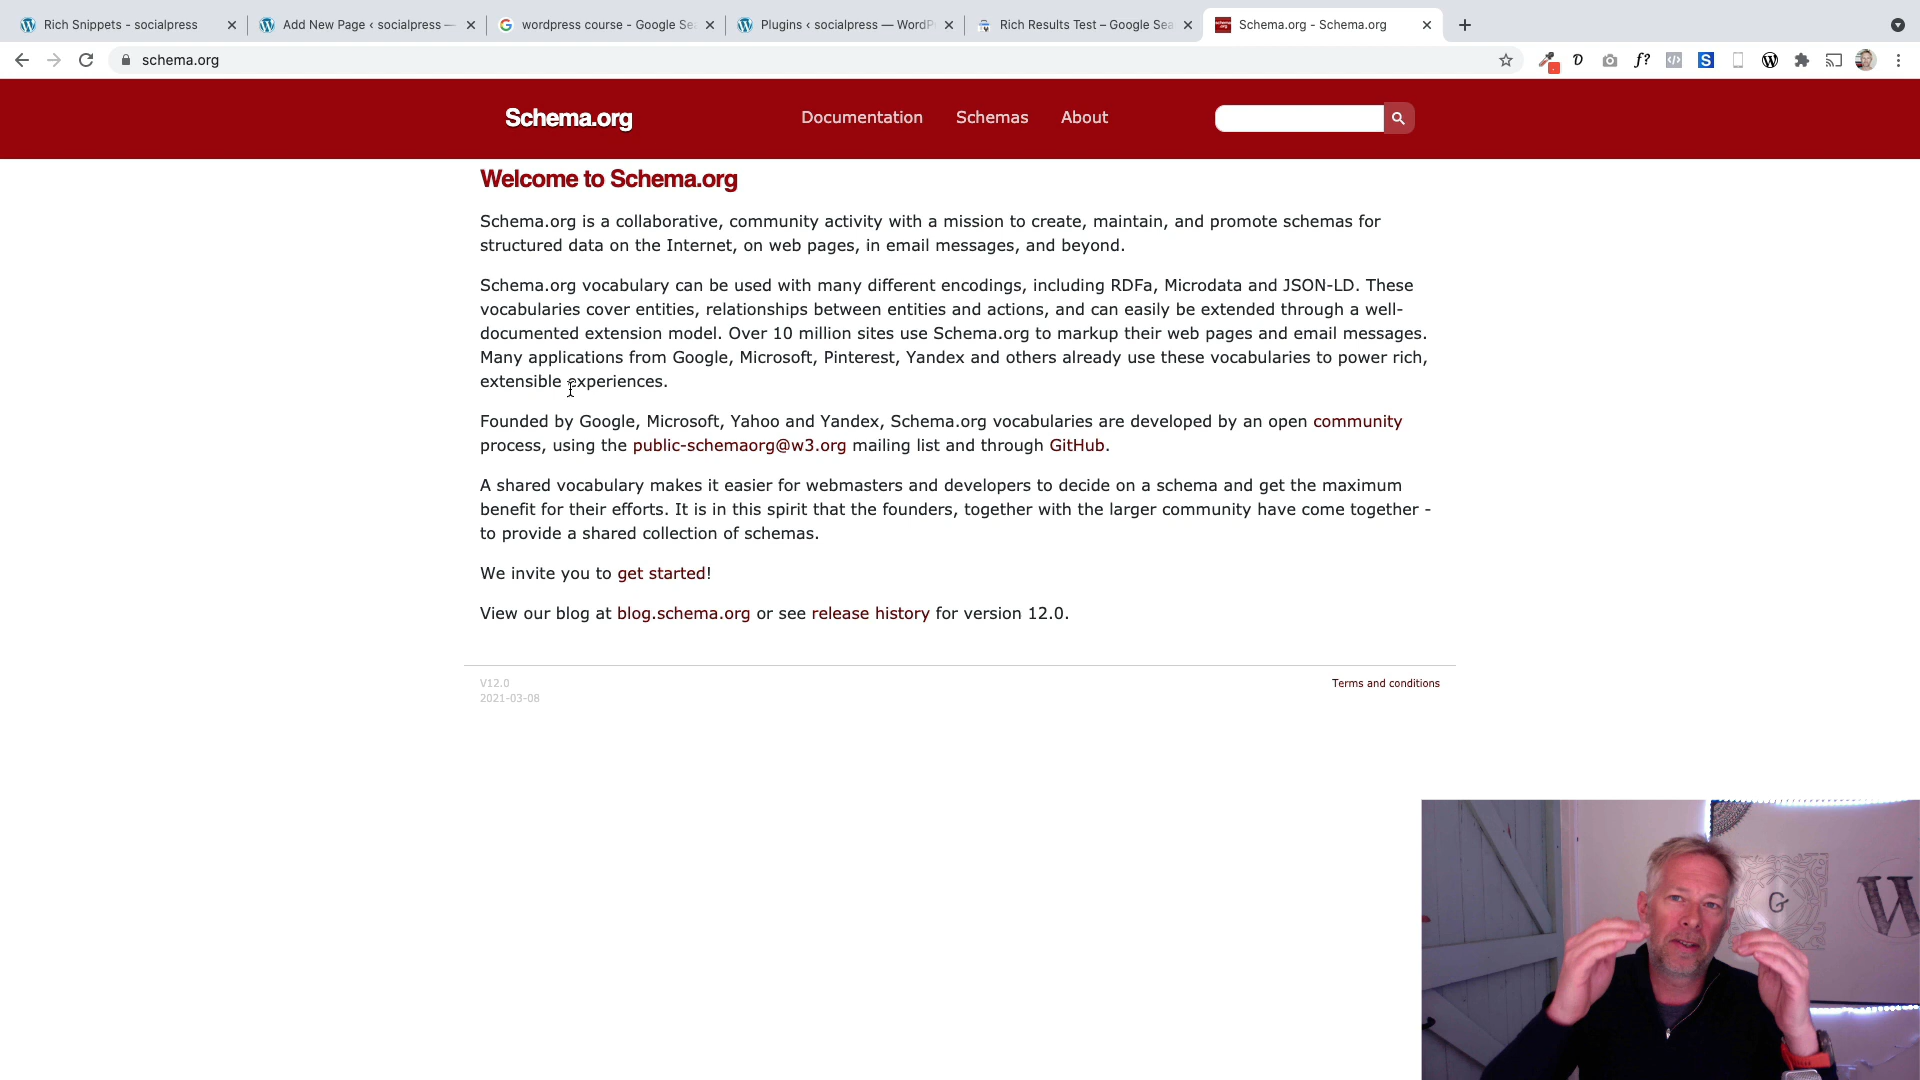 Rich Snippets - socialpress
Add New Page ‹ socialpress —
wordpress course - Google Se
Plugins ‹ socialpress — WordP
Rich Results Test – Google Sea
Schema.org - Schema.org
schema.org
f?
S
Schema.org
Documentation
Schemas
About
Welcome to Schema.org
Schema.org is a collaborative, community activity with a mission to create, maintain, and promote schemas for
structured data on the Internet, on web pages, in email messages, and beyond.
Schema.org vocabulary can be used with many different encodings, including RDFa, Microdata and JSON-LD. These
vocabularies cover entities, relationships between entities and actions, and can easily be extended through a well-
documented extension model. Over 10 million sites use Schema.org to markup their web pages and email messages.
Many applications from Google, Microsoft, Pinterest, Yandex and others already use these vocabularies to power rich,
extensible experiences.
Founded by Google, Microsoft, Yahoo and Yandex, Schema.org vocabularies are developed by an open community
process, using the public-schemaorg@w3.org mailing list and through GitHub.
A shared vocabulary makes it easier for webmasters and developers to decide on a schema and get the maximum
benefit for their efforts. It is in this spirit that the founders, together with the larger community have come together -
to provide a shared collection of schemas.
We invite you to get started!
View our blog at blog.schema.org or see release history for version 12.0.
V12.0
2021-03-08
Terms and conditions
G
W